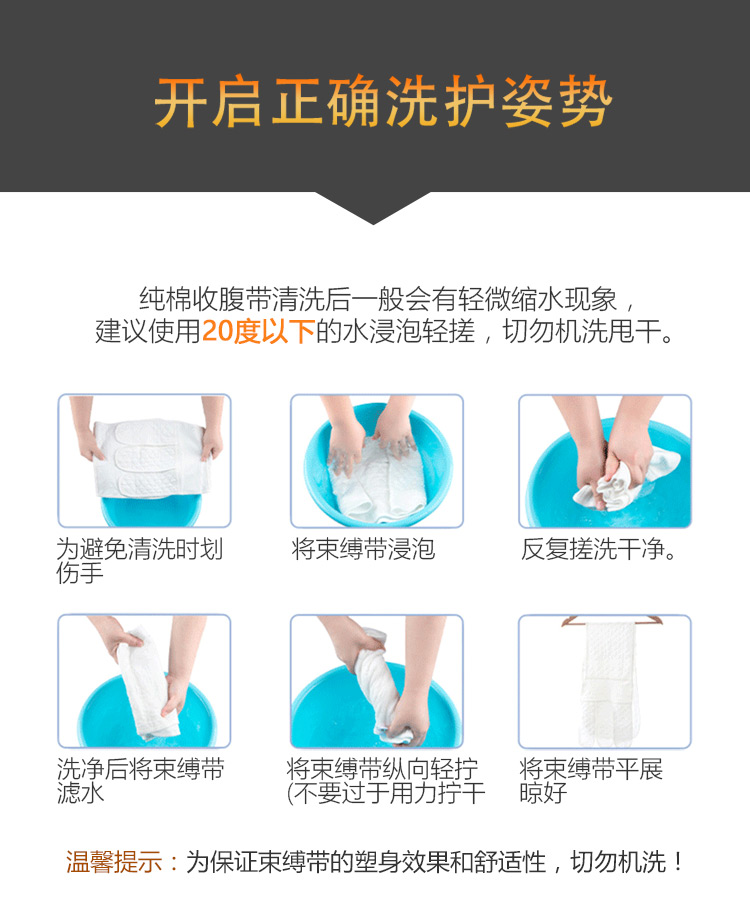 开启正确洗护姿势
纯棉收腹带清洗后一般会有轻微缩水现象，
建议使用20度以下的水浸泡轻搓，切勿机洗甩干。
为避免清洗时划
伤手
将束缚带浸泡
反复搓洗干净。
洗净后将束缚带
滤水
将束缚带纵向轻拧
(不要过于用力拧干
将束缚带平展
晾好
温馨提示：为保证束缚带的塑身效果和舒适性，切勿机洗！